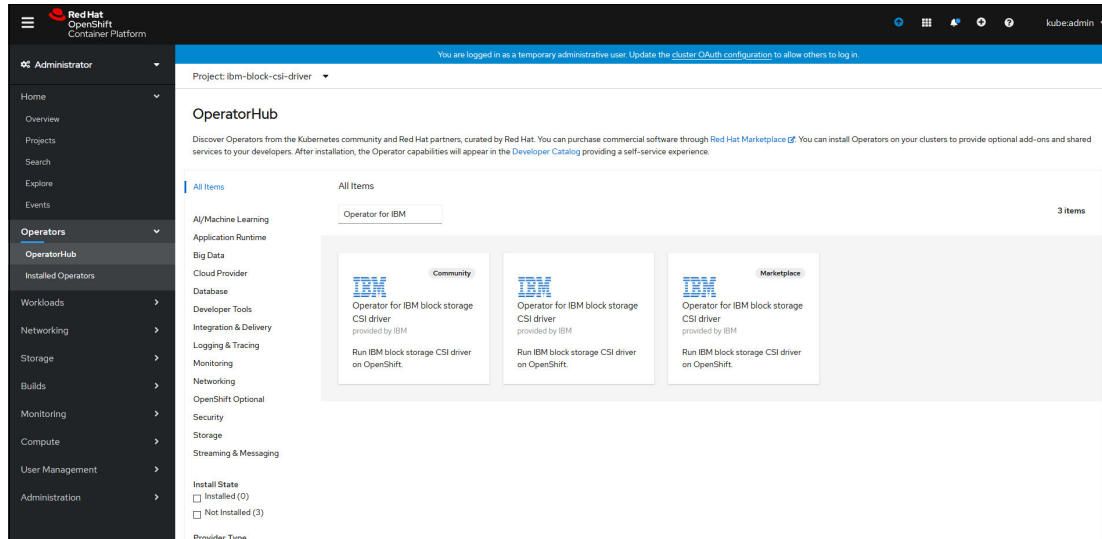 Red Hat
OpenShift
Container Platform
kube:admin
Administrator
You are logged in as a temporary administrative user. Update the cluster OAuth configuration to allow others to log in.
Project: ibm-block-csi-driver
Home
Overview
Projects
Search
Explore
Events
Operators
OperatorHub
Installed Operators
Workloads
Networking
Storage
Builds
Monitoring
Compute
User Management
Administration
OperatorHub
Discover Operators from the Kubernetes community and Red Hat partners, curated by Red Hat. You can purchase commercial software through Red Hat Marketplace. You can install Operators on your clusters to provide optional add-ons and shared
services to your developers. After installation, the Operator capabilities will appear in the Developer Catalog providing a self-service experience.
All Items
AI/Machine Learning
Application Runtime
Big Data
Cloud Provider
Database
Developer Tools
Integration & Delivery
Logging & Tracing
Monitoring
Networking
OpenShift Optional
Security
Storage
Streaming & Messaging
Install State
Installed (0)
Not Installed (3)
Provider Type
All Items
Operator for IBM
3 items
Community
IBM
Operator for IBM block storage
CSI driver
provided by IBM
Run IBM block storage CSI driver
on OpenShift.
IBM
Operator for IBM block storage
CSI driver
provided by IBM
Run IBM block storage CSI driver
on OpenShift.
Marketplace
IBM
Operator for IBM block storage
CSI driver
provided by IBM
Run IBM block storage CSI driver
on OpenShift.